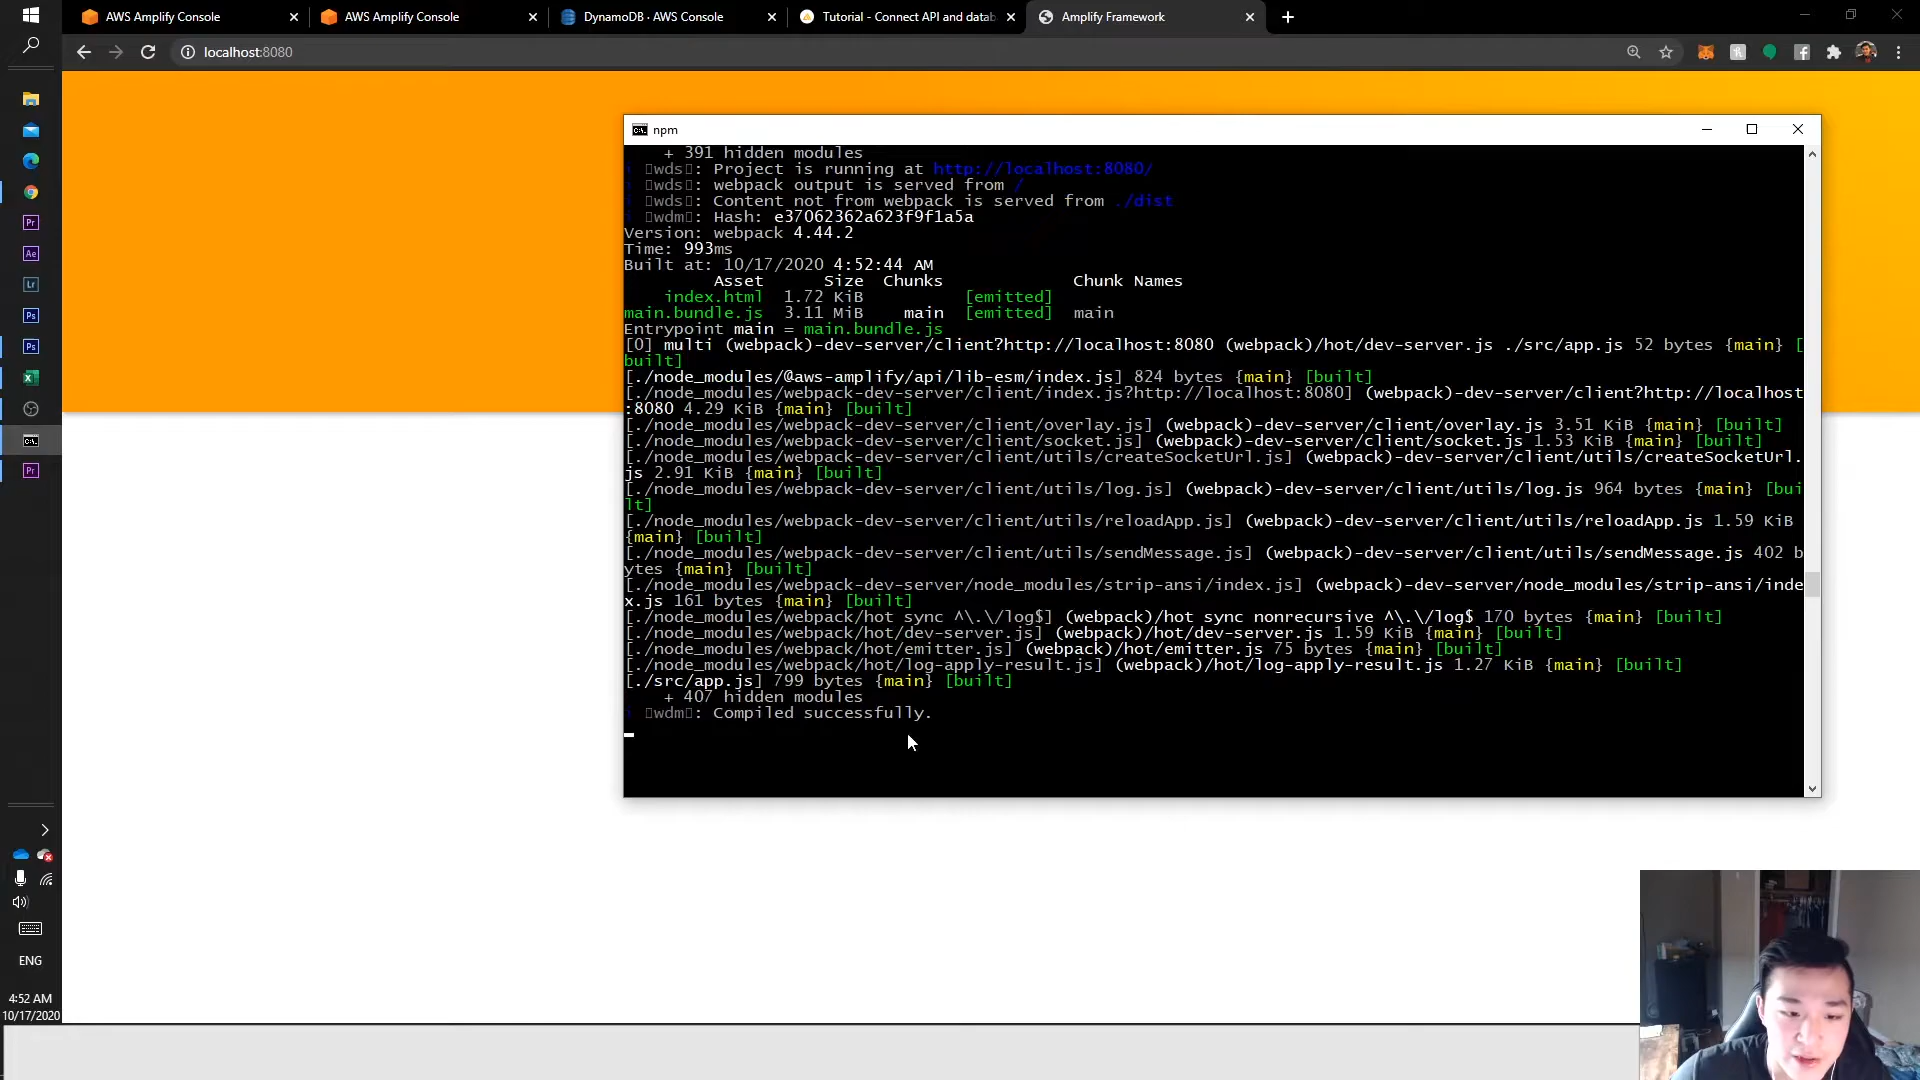 AWS Amplify Console
AWS Amplify Console
DynamoDB · AWS Console
Tutorial - Connect API and datab
Amplify Framework
localhost:8080
npm
+ 391 hidden modules
wds: Project is running at http://localhost:8080/
wds: webpack output is served from /
wds: Content not from webpack is served from ./dist
wdm: Hash: e37062362a623f9f1a5a
Version: webpack 4.44.2
Time: 993ms
Built at: 10/17/2020 4:52:44 AM
Asset Size Chunks Chunk Names
index.html 1.72 KiB [emitted]
main.bundle.js 3.11 MiB main [emitted] main
Entrypoint main = main.bundle.js
[0] multi (webpack)-dev-server/client?http://localhost:8080 (webpack)/hot/dev-server.js ./src/app.js 52 bytes {main} [
built]
[./node_modules/@aws-amplify/api/lib-esm/index.js] 824 bytes {main} [built]
[./node_modules/webpack-dev-server/client/index.js?http://localhost:8080] (webpack)-dev-server/client?http://localhost
:8080 4.29 KiB {main} [built]
[./node_modules/webpack-dev-server/client/overlay.js] (webpack)-dev-server/client/overlay.js 3.51 KiB {main} [built]
[./node_modules/webpack-dev-server/client/socket.js] (webpack)-dev-server/client/socket.js 1.53 KiB {main} [built]
[./node_modules/webpack-dev-server/client/utils/createSocketUrl.js] (webpack)-dev-server/client/utils/createSocketUrl.
js 2.91 KiB {main} [built]
[./node_modules/webpack-dev-server/client/utils/log.js] (webpack)-dev-server/client/utils/log.js 964 bytes {main} [bui
lt]
[./node_modules/webpack-dev-server/client/utils/reloadApp.js] (webpack)-dev-server/client/utils/reloadApp.js 1.59 KiB
{main} [built]
[./node_modules/webpack-dev-server/client/utils/sendMessage.js] (webpack)-dev-server/client/utils/sendMessage.js 402 b
ytes {main} [built]
[./node_modules/webpack-dev-server/node_modules/strip-ansi/index.js] (webpack)-dev-server/node_modules/strip-ansi/inde
x.js 161 bytes {main} [built]
[./node_modules/webpack/hot sync ^\.\/log$] (webpack)/hot sync nonrecursive ^\.\/log$ 170 bytes {main} [built]
[./node_modules/webpack/hot/dev-server.js] (webpack)/hot/dev-server.js 1.59 KiB {main} [built]
[./node_modules/webpack/hot/emitter.js] (webpack)/hot/emitter.js 75 bytes {main} [built]
[./node_modules/webpack/hot/log-apply-result.js] (webpack)/hot/log-apply-result.js 1.27 KiB {main} [built]
[./src/app.js] 799 bytes {main} [built]
+ 407 hidden modules
wdm: Compiled successfully.
Pr
Ae
Lr
Ps
Ps
Pr
ENG
4:52 AM
10/17/2020